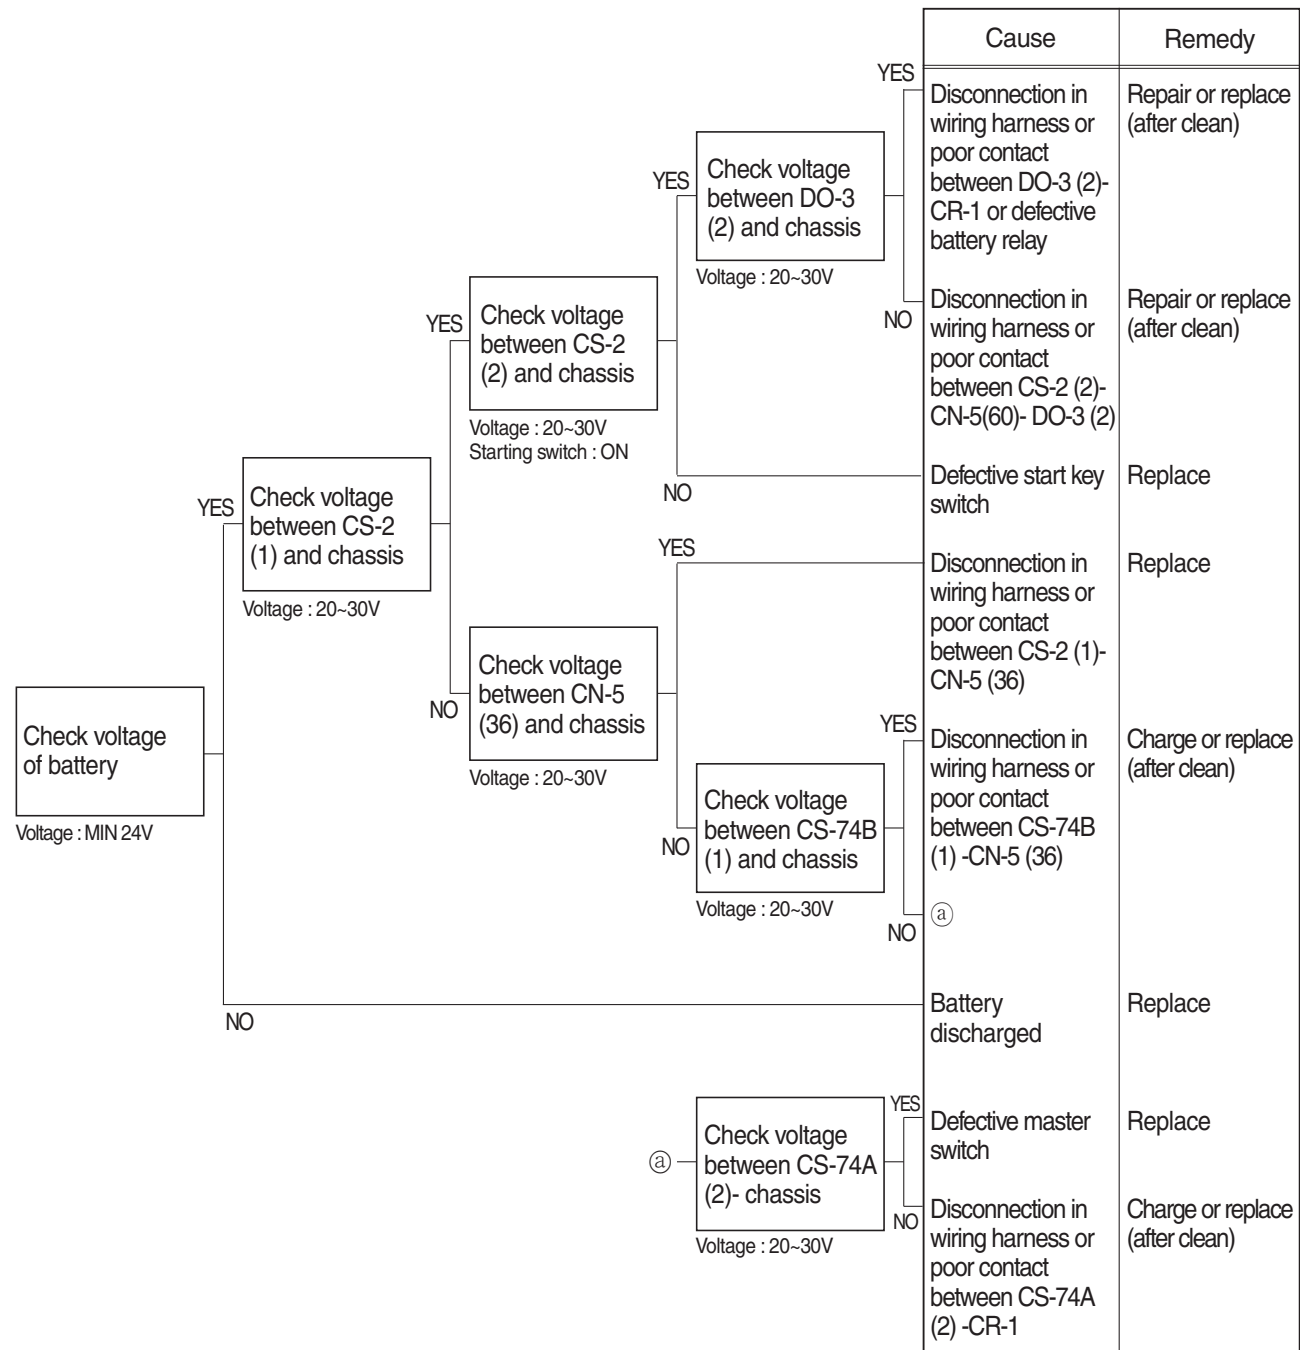 Cause
Remedy
YES
Disconnection in
wiring harness or
poor contact
between DO-3 (2)-
CR-1 or defective
battery relay
Repair or replace
(after clean)
YES
Check voltage
between DO-3
(2) and chassis
Voltage : 20~30V
NO
Disconnection in
wiring harness or
poor contact
between CS-2 (2)-
CN-5(60)- DO-3 (2)
Repair or replace
(after clean)
YES
Check voltage
between CS-2
(2) and chassis
Voltage : 20~30V
Starting switch : ON
NO
Defective start key
switch
Replace
YES
Check voltage
between CS-2
(1) and chassis
Voltage : 20~30V
YES
Disconnection in
wiring harness or
poor contact
between CS-2 (1)-
CN-5 (36)
Replace
NO
Check voltage
between CN-5
(36) and chassis
Voltage : 20~30V
Check voltage
of battery
Voltage : MIN 24V
YES
Disconnection in
wiring harness or
poor contact
between CS-74B
(1) -CN-5 (36)
Charge or replace
(after clean)
NO
Check voltage
between CS-74B
(1) and chassis
Voltage : 20~30V
NO
ⓐ
NO
Battery
discharged
Replace
ⓐ
Check voltage
between CS-74A
(2)- chassis
Voltage : 20~30V
YES
Defective master
switch
Replace
NO
Disconnection in
wiring harness or
poor contact
between CS-74A
(2) -CR-1
Charge or replace
(after clean)